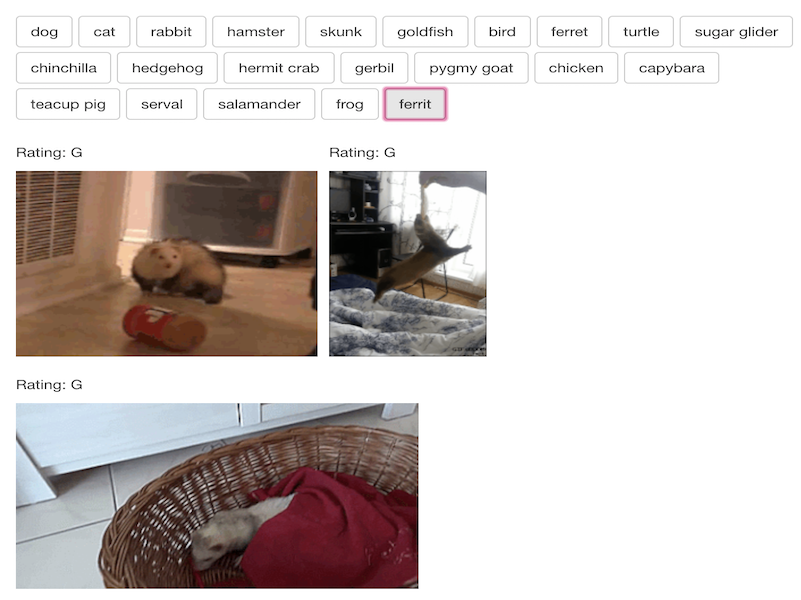 dog cat rabbit hamster skunk goldfish bird ferret turtle sugar glider
chinchilla hedgehog hermit crab gerbil pygmy goat chicken capybara
teacup pig serval salamander frog ferrit
Rating: G Rating: G
Rating: G